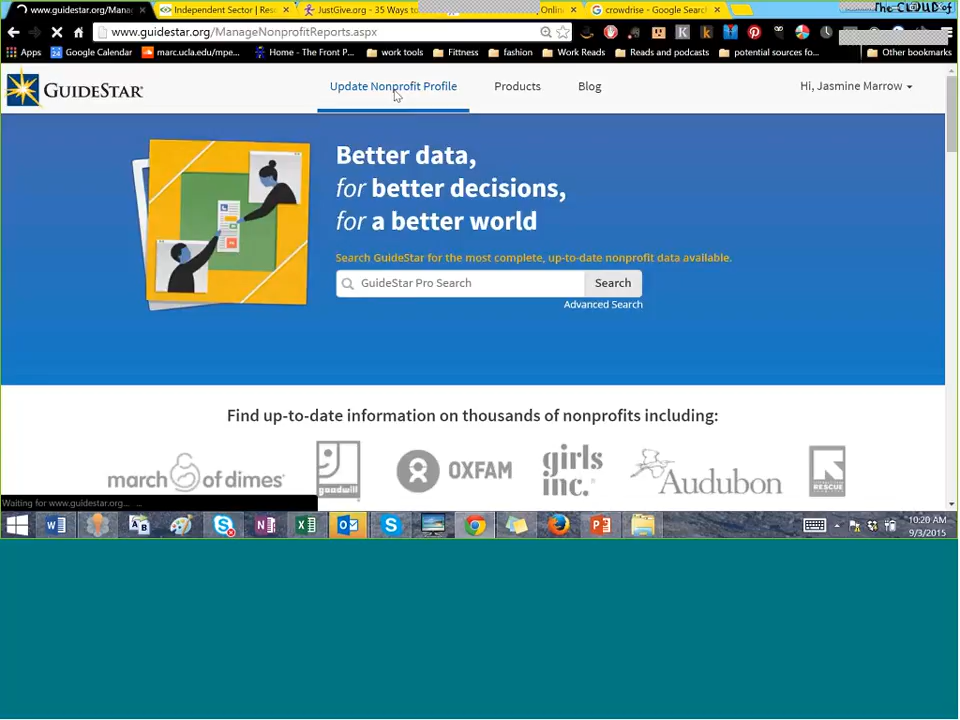 www.guidestar.org/Mana
Independent Sector | Res
JustGive.org - 35 Ways to
Onlin
crowdrise - Google Searc
The CLOUD of
www.guidestar.org/ManageNonprofitReports.aspx
Apps
Google Calendar
marc.ucla.edu/mpe...
Home - The Front P...
work tools
Fittness
fashion
Work Reads
Reads and podcasts
potential sources fo...
Other bookmarks
GUIDESTAR
Update Nonprofit Profile
Products
Blog
Hi, Jasmine Marrow
Better data,
for better decisions,
for a better world
Search GuideStar for the most complete, up-to-date nonprofit data available.
GuideStar Pro Search
Search
Advanced Search
Find up-to-date information on thousands of nonprofits including:
march of dimes
goodwill
OXFAM
girls
inc.
Audubon
RESCUE
Waiting for www.guidestar.org...
10:20 AM
9/3/2015